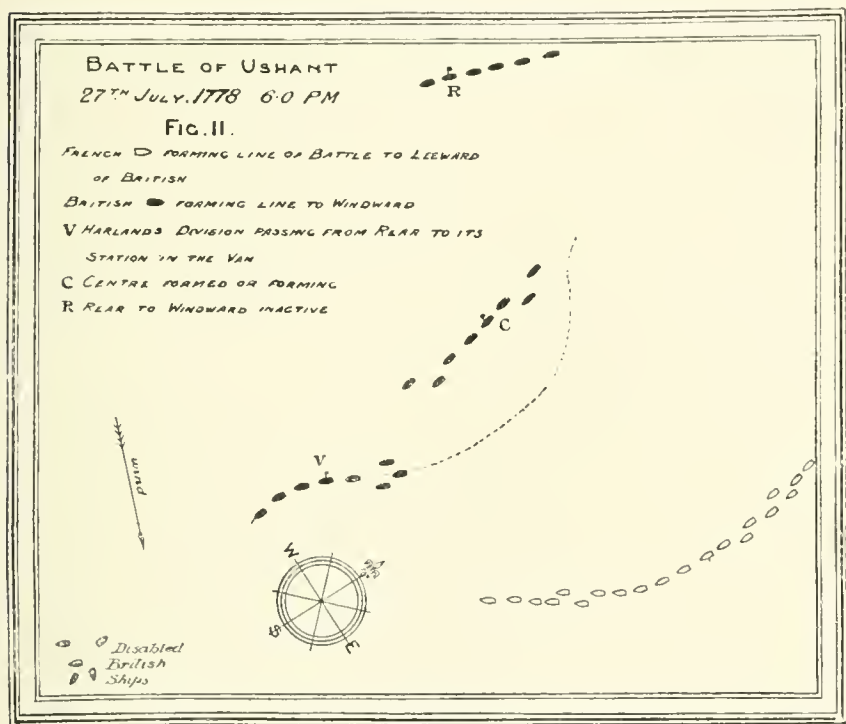 BATTLE OF USHANT
27TH JULY.1778 6.0 PM
FIG.11.
FRENCH FORMING LINE OF BATTLE TO LEEWARD
OF BRITISH
BRITISH FORMING LINE TO WINDWARD
V HARLANDS DIVISION PASSING FROM REAR TO ITS
STATION IN THE VAN
C CENTRE FORMED OR FORMING
R REAR TO WINDWARD INACTIVE
R
C
V
wind
W
S
E
Disabled
British
Ships